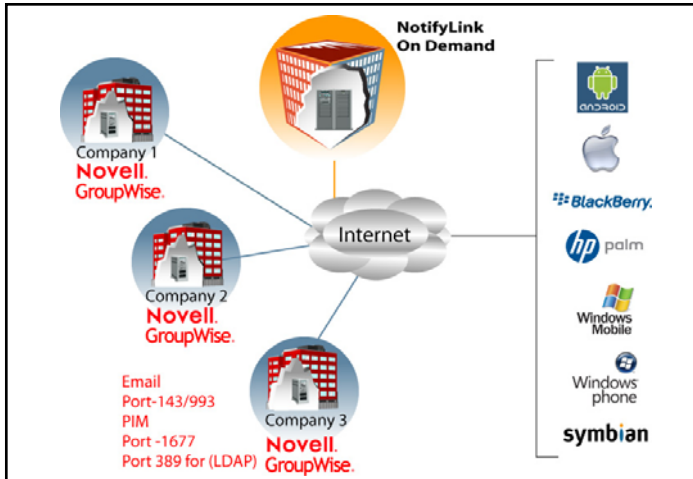 NotifyLink
On Demand
Company 1
Novell.
GroupWise.
Company 2
Novell.
GroupWise.
Company 3
Novell.
GroupWise.
Email
Port-143/993
PIM
Port -1677
Port 389 for (LDAP)
Internet
ANDROID
BlackBerry.
hp palm
Windows
Mobile
Windows
phone
symbian